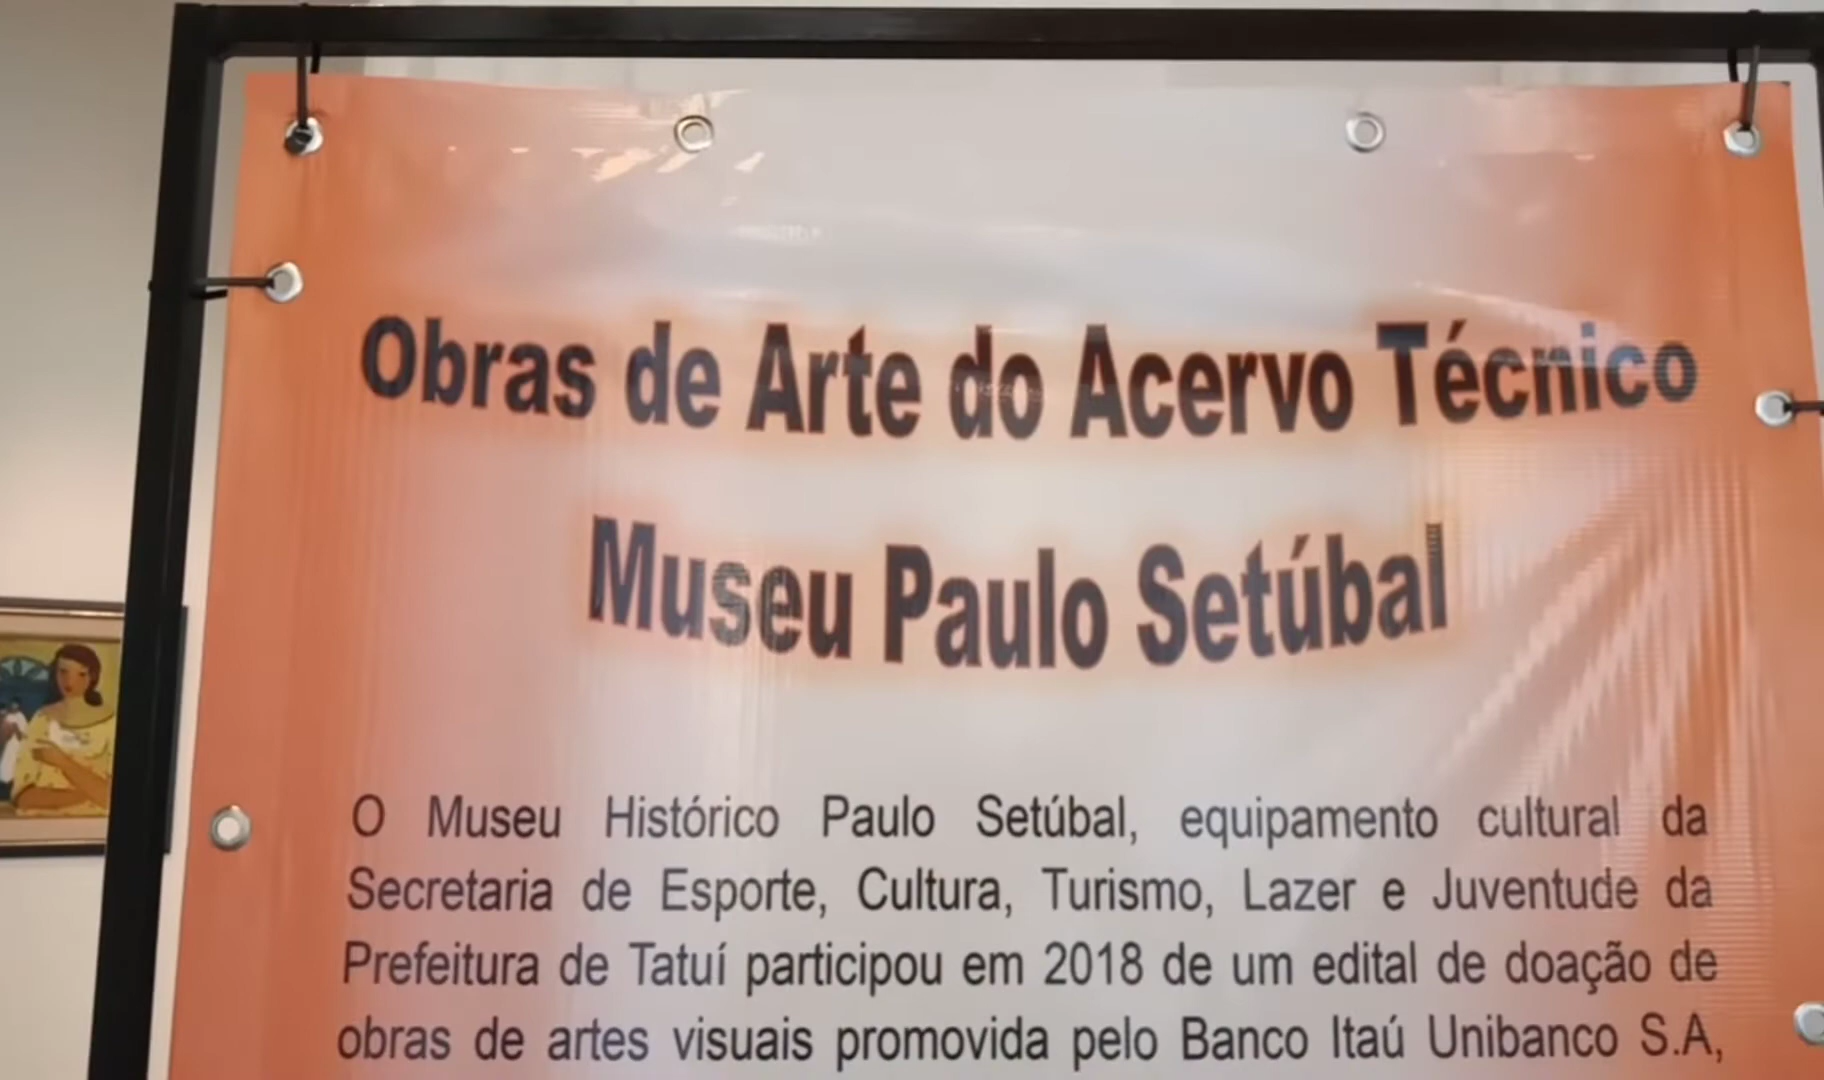 Obras de Arte do Acervo Técnico
Museu Paulo Setúbal
O Museu Histórico Paulo Setúbal, equipamento cultural da
Secretaria de Esporte, Cultura, Turismo, Lazer e Juventude da
Prefeitura de Tatuí participou em 2018 de um edital de doação de
obras de artes visuais promovida pelo Banco Itaú Unibanco S.A,